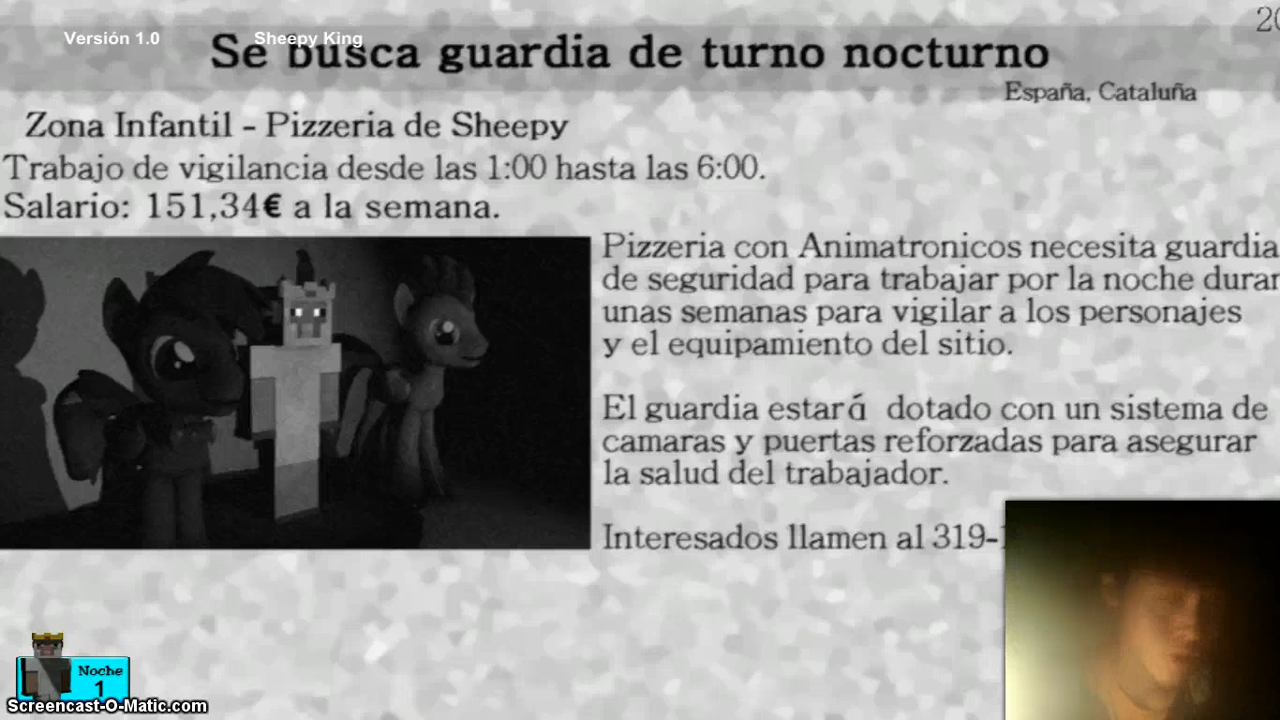 20
Versión 1.0
Sheepy King
Se busca guardia de turno nocturno
España, Cataluña
Zona Infantil - Pizzeria de Sheepy
Trabajo de vigilancia desde las 1:00 hasta las 6:00.
Salario: 151,34€ a la semana.
Pizzeria con Animatronicos necesita guardia
de seguridad para trabajar por la noche duran
unas semanas para vigilar a los personajes
y el equipamiento del sitio.
El guardia estará dotado con un sistema de
camaras y puertas reforzadas para asegurar
la salud del trabajador.
Interesados llamen al 319-
Noche
1
Screencast-O-Matic.com